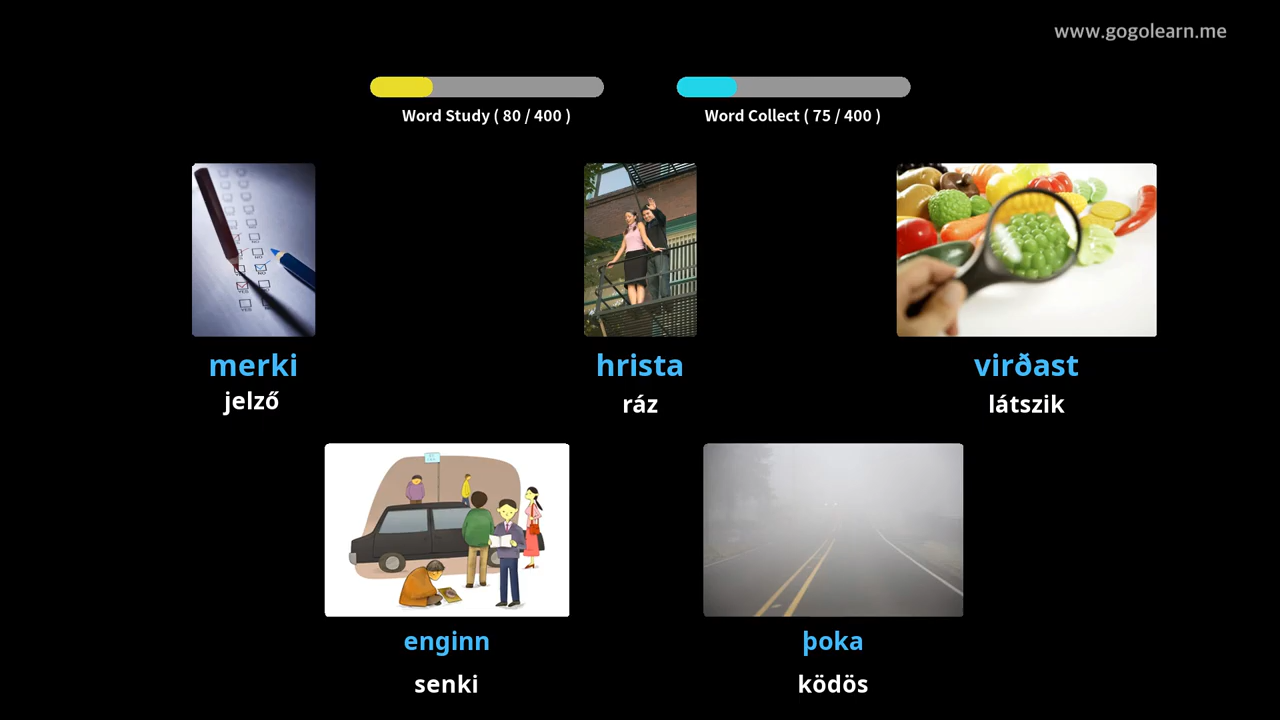 www.gogolearn.me
Word Study ( 80 / 400 )
Word Collect ( 75 / 400 )
merki
jelző
hrista
ráz
virðast
látszik
enginn
senki
þoka
ködös